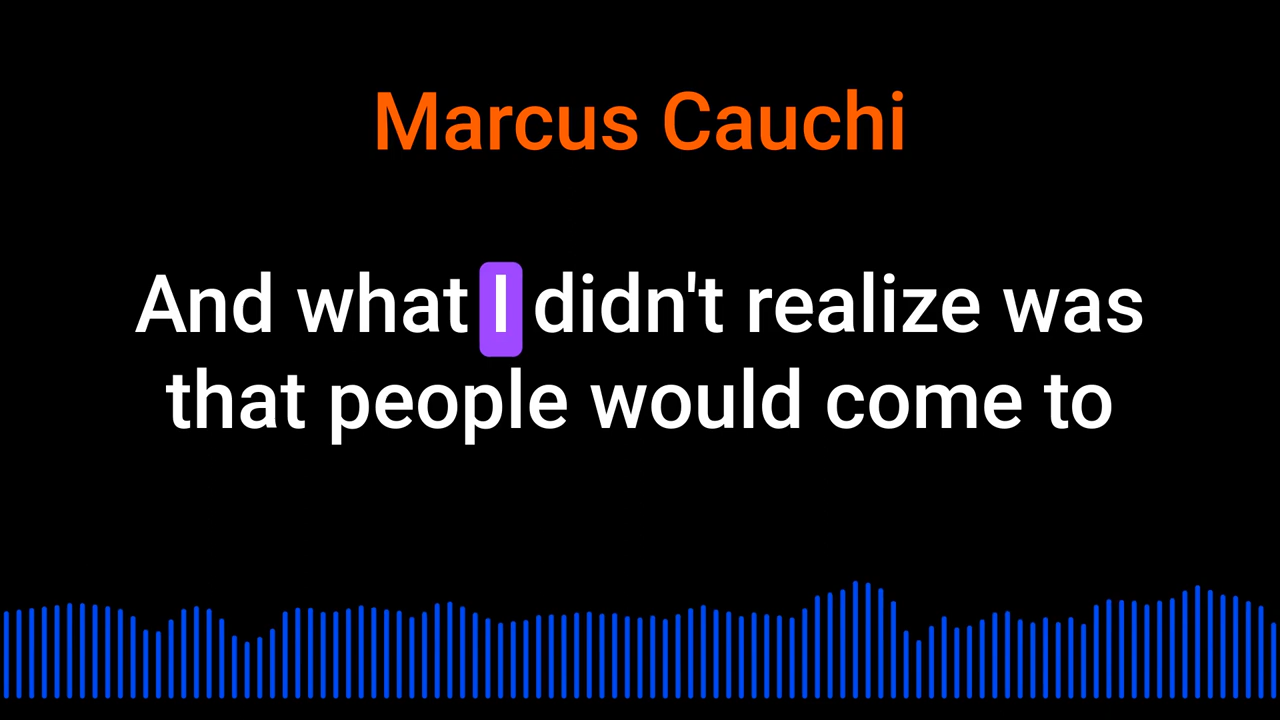 Marcus Cauchi
And what I didn't realize was
that people would come to